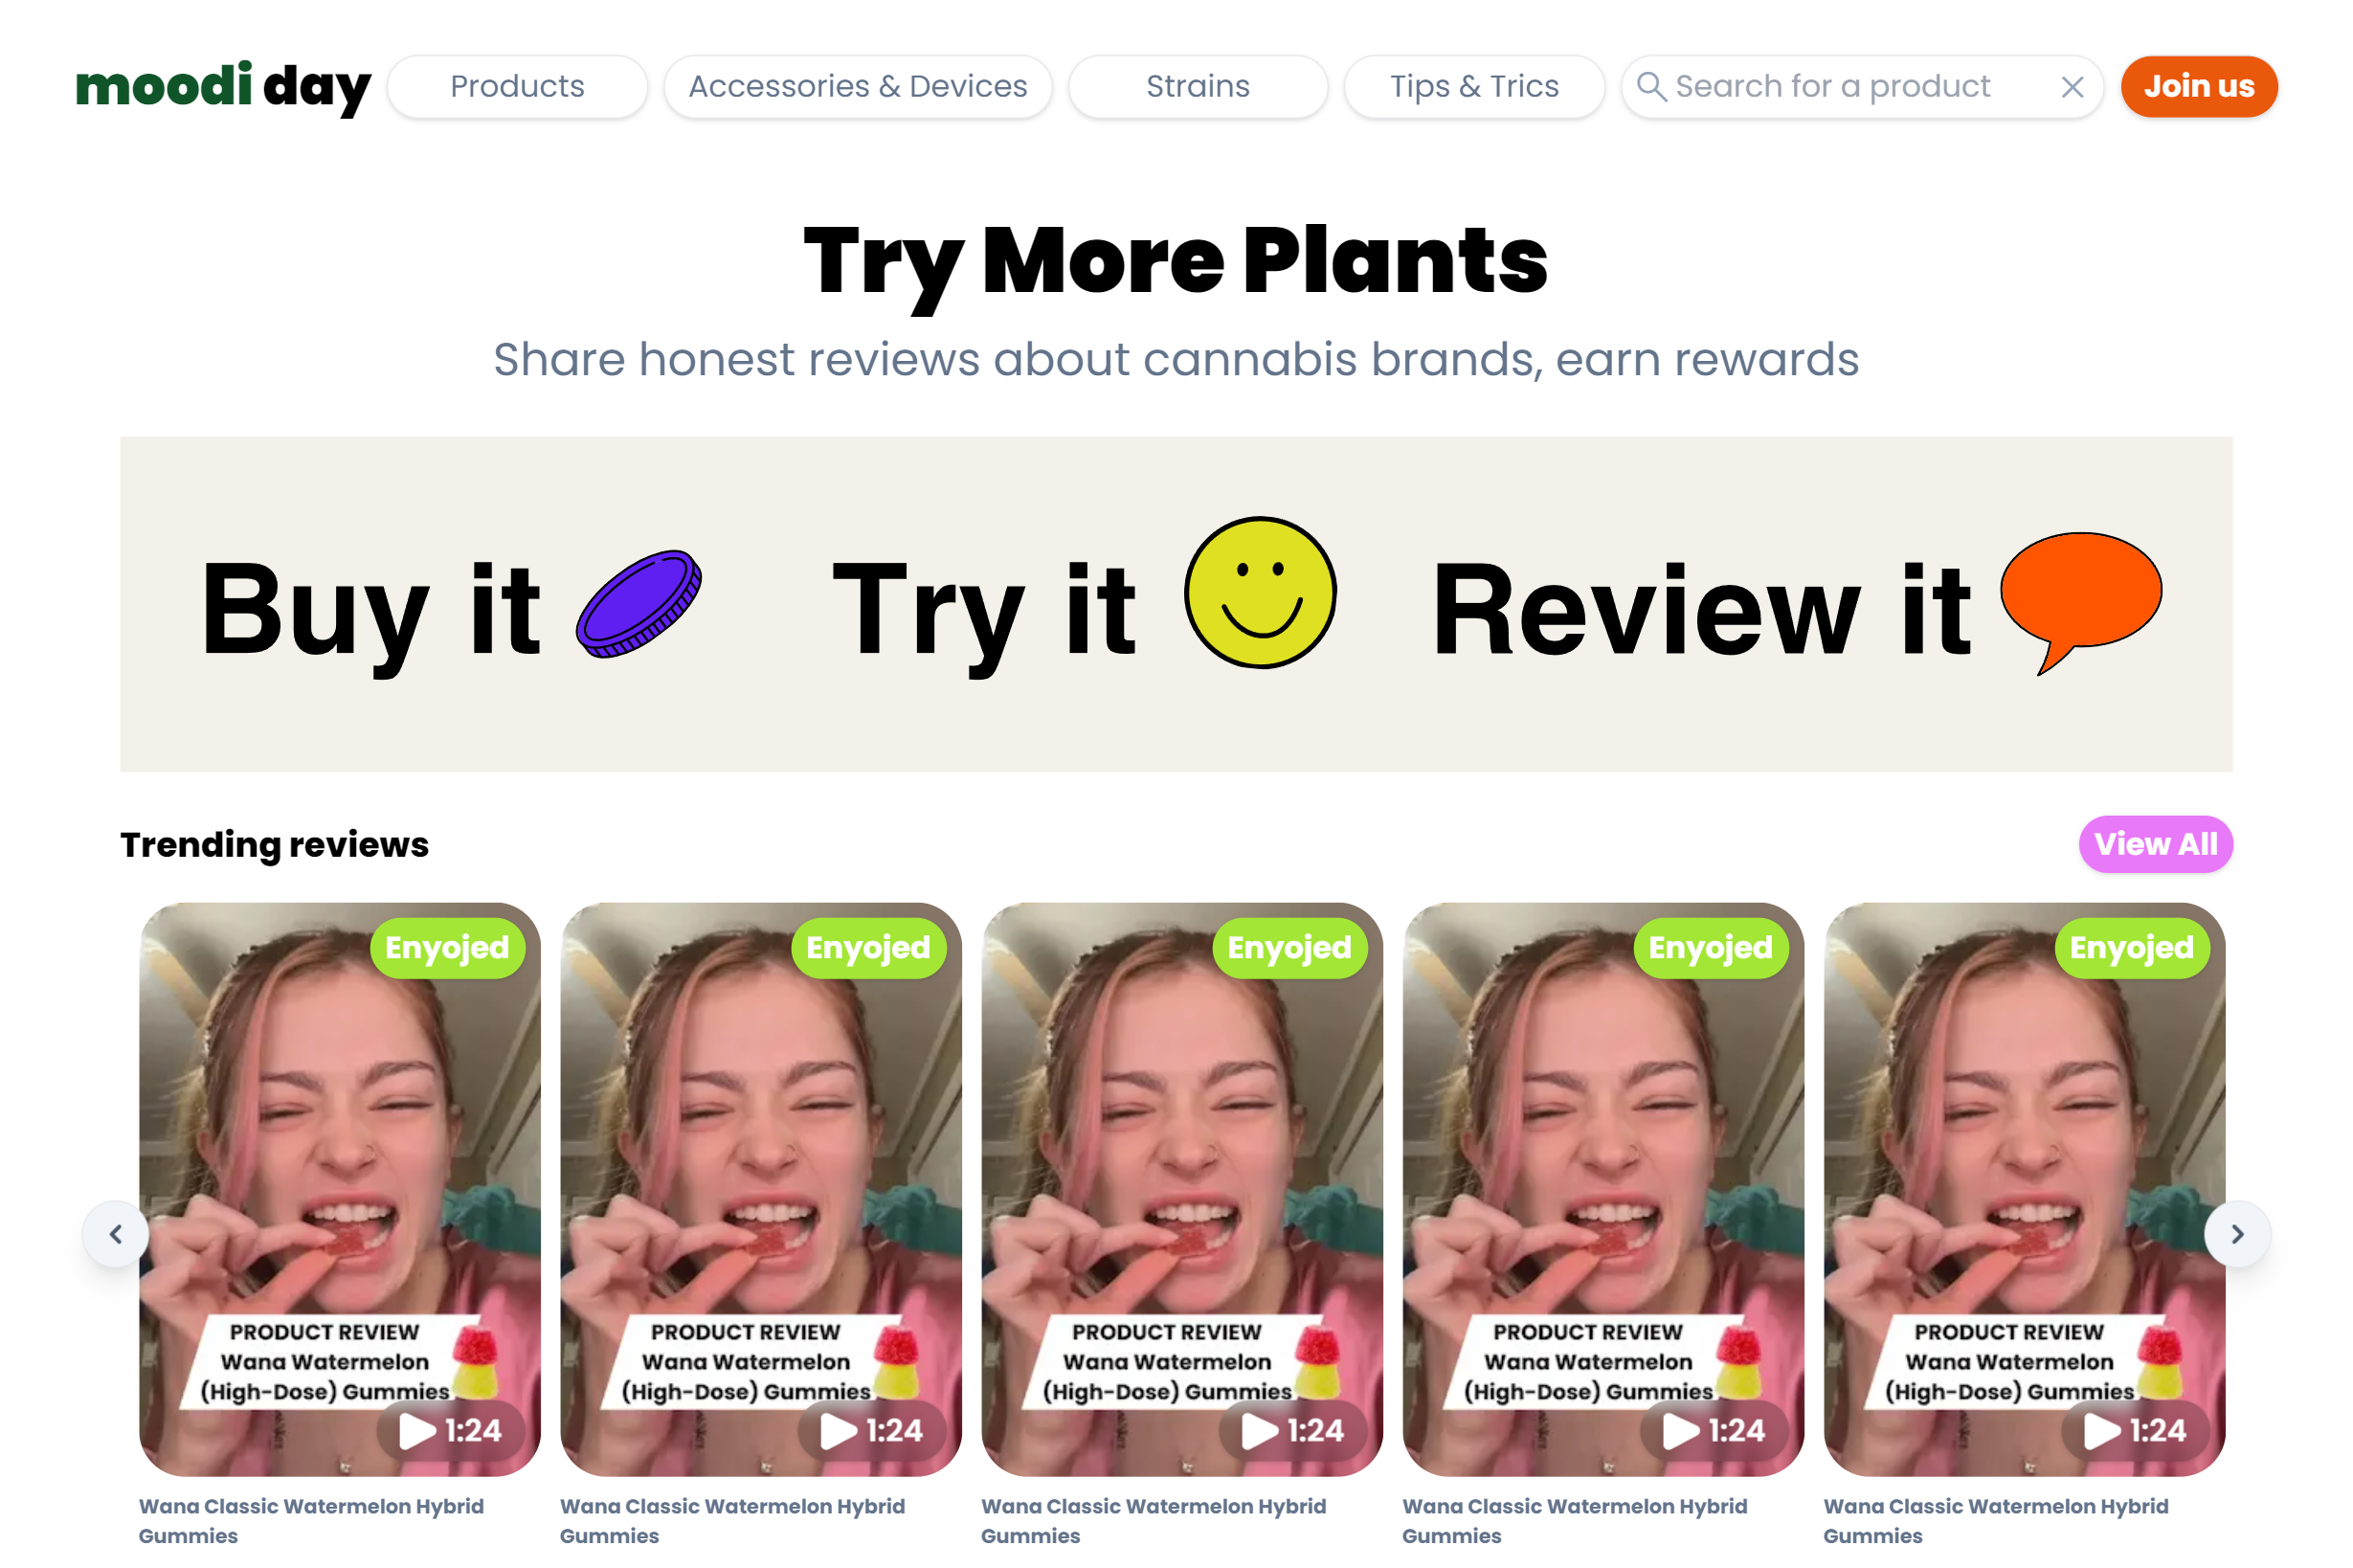 moodi day
Products
Accessories & Devices
Strains
Tips & Trics
Search for a product
Join us
Try More Plants
Share honest reviews about cannabis brands, earn rewards
Buy it
Try it
Review it
Trending reviews
View All
Enyojed
PRODUCT REVIEW
Wana Watermelon
(High-Dose) Gummies
1:24
Wana Classic Watermelon Hybrid
Gummies
Enyojed
PRODUCT REVIEW
Wana Watermelon
(High-Dose) Gummies
1:24
Wana Classic Watermelon Hybrid
Gummies
Enyojed
PRODUCT REVIEW
Wana Watermelon
(High-Dose) Gummies
1:24
Wana Classic Watermelon Hybrid
Gummies
Enyojed
PRODUCT REVIEW
Wana Watermelon
(High-Dose) Gummies
1:24
Wana Classic Watermelon Hybrid
Gummies
Enyojed
PRODUCT REVIEW
Wana Watermelon
(High-Dose) Gummies
1:24
Wana Classic Watermelon Hybrid
Gummies